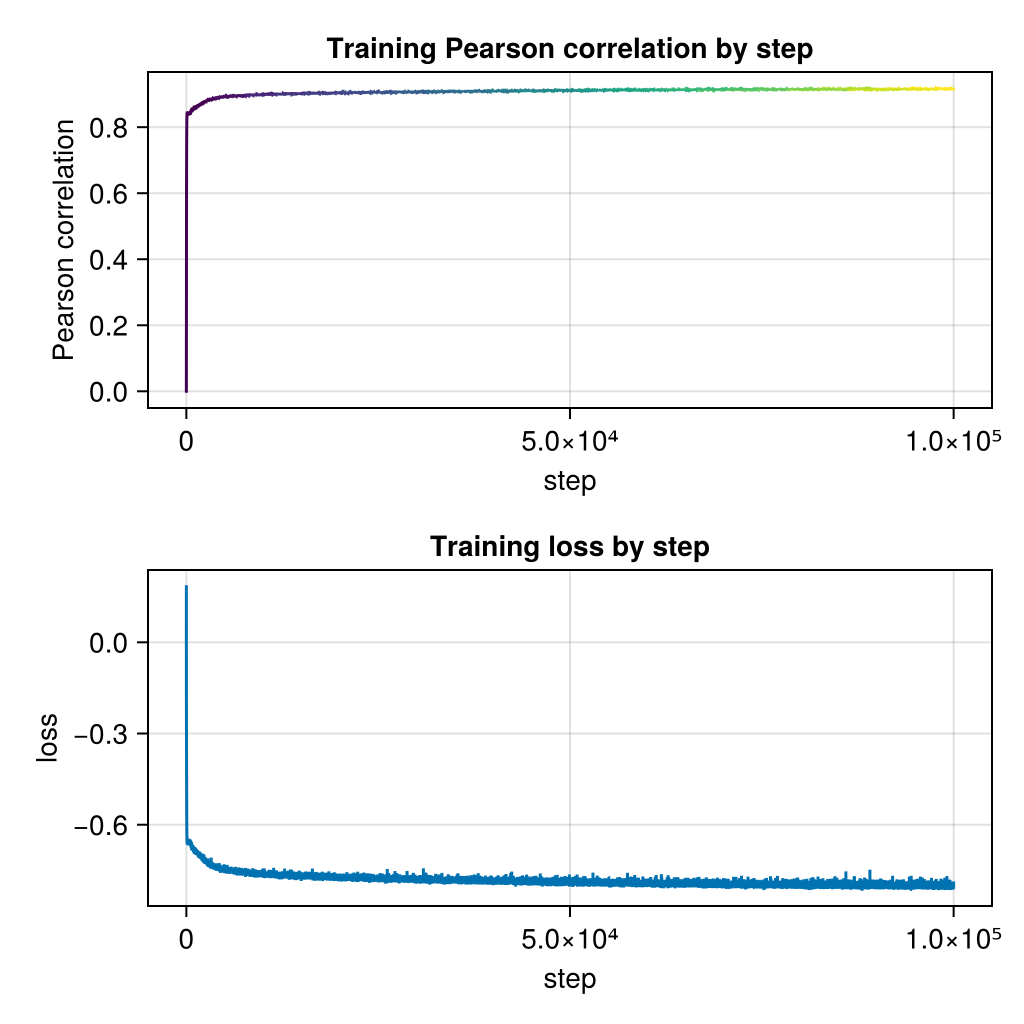 Training Pearson correlation by step
Pearson correlation
0.8
0.6
0.4
0.2
0.0
0 5.0×10⁴ 1.0×10⁵
step
Training loss by step
loss
0.0
−0.3
−0.6
0 5.0×10⁴ 1.0×10⁵
step